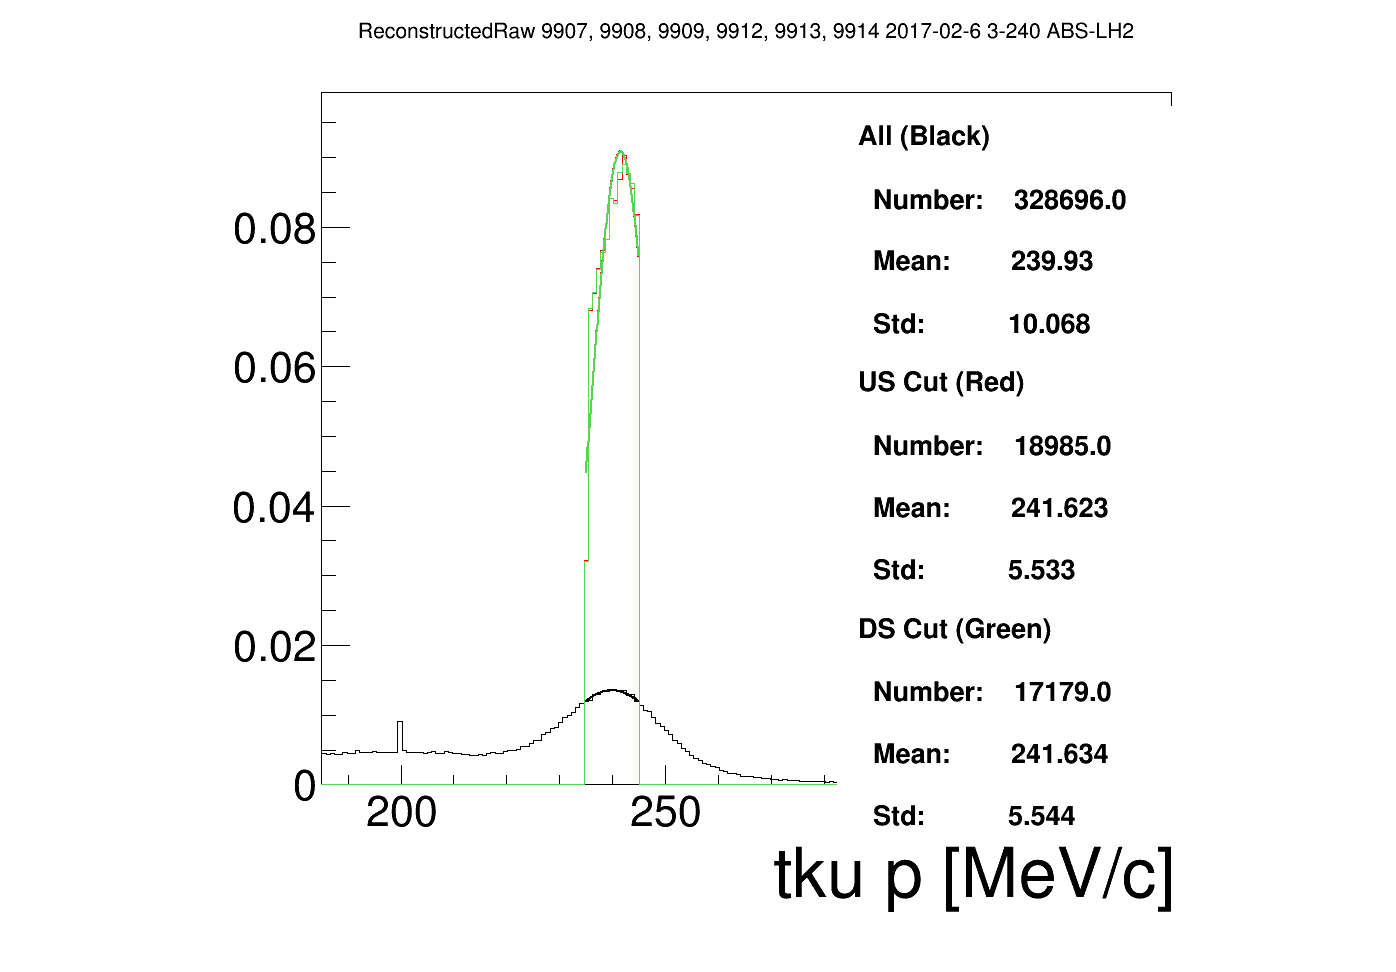 ReconstructedRaw 9907, 9908, 9909, 9912, 9913, 9914 2017-02-6 3-240 ABS-LH2
All (Black)
Number: 328696.0
Mean: 239.93
Std: 10.068
US Cut (Red)
Number: 18985.0
Mean: 241.623
Std: 5.533
DS Cut (Green)
Number: 17179.0
Mean: 241.634
Std: 5.544
0.08
0.06
0.04
0.02
0
200 250
tku p [MeV/c]